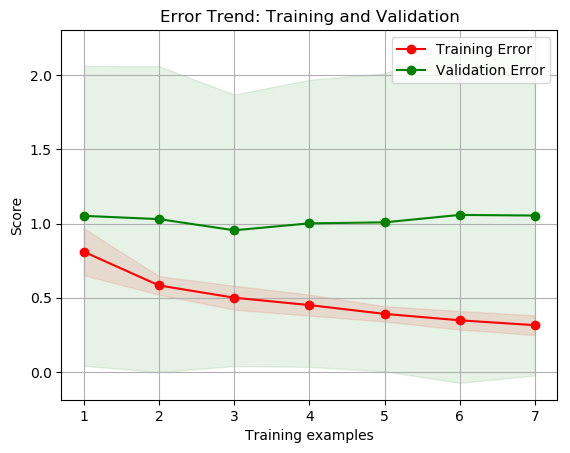 Error Trend: Training and Validation
Training Error
Validation Error
Score
2.0
1.5
1.0
0.5
0.0
1 2 3 4 5 6 7
Training examples